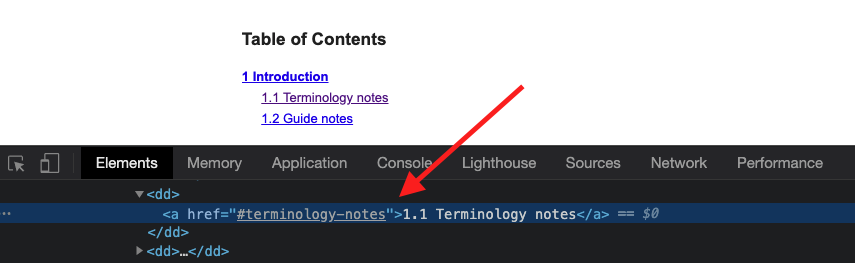 Table of Contents
1 Introduction
1.1 Terminology notes
1.2 Guide notes
Elements Memory Application Console Lighthouse Sources Network Performance
▼<dd>
… <a href="#terminology-notes">1.1 Terminology notes</a> == $0
</dd>
▶<dd>…</dd>